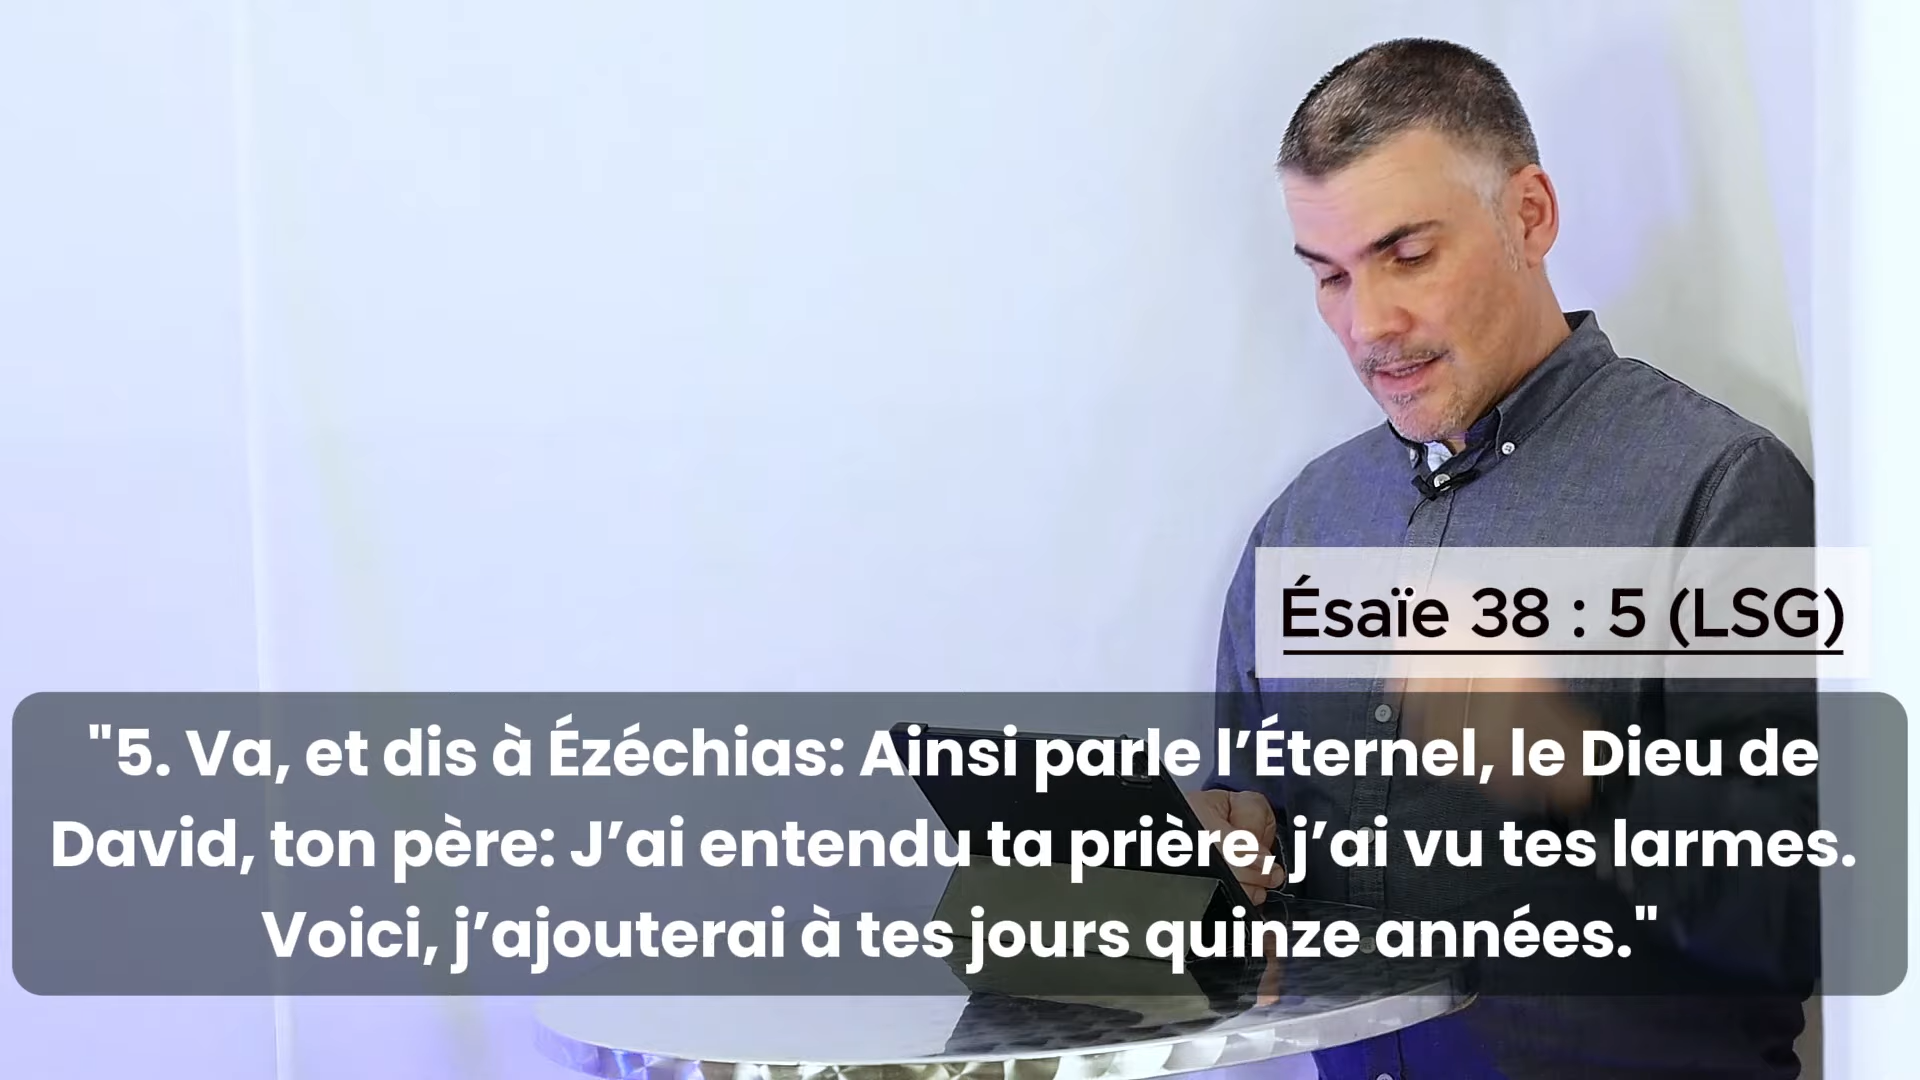 Ésaïe 38 : 5 (LSG)
"5. Va, et dis à Ézéchias: Ainsi parle l’Éternel, le Dieu de
David, ton père: J’ai entendu ta prière, j’ai vu tes larmes.
Voici, j’ajouterai à tes jours quinze années."